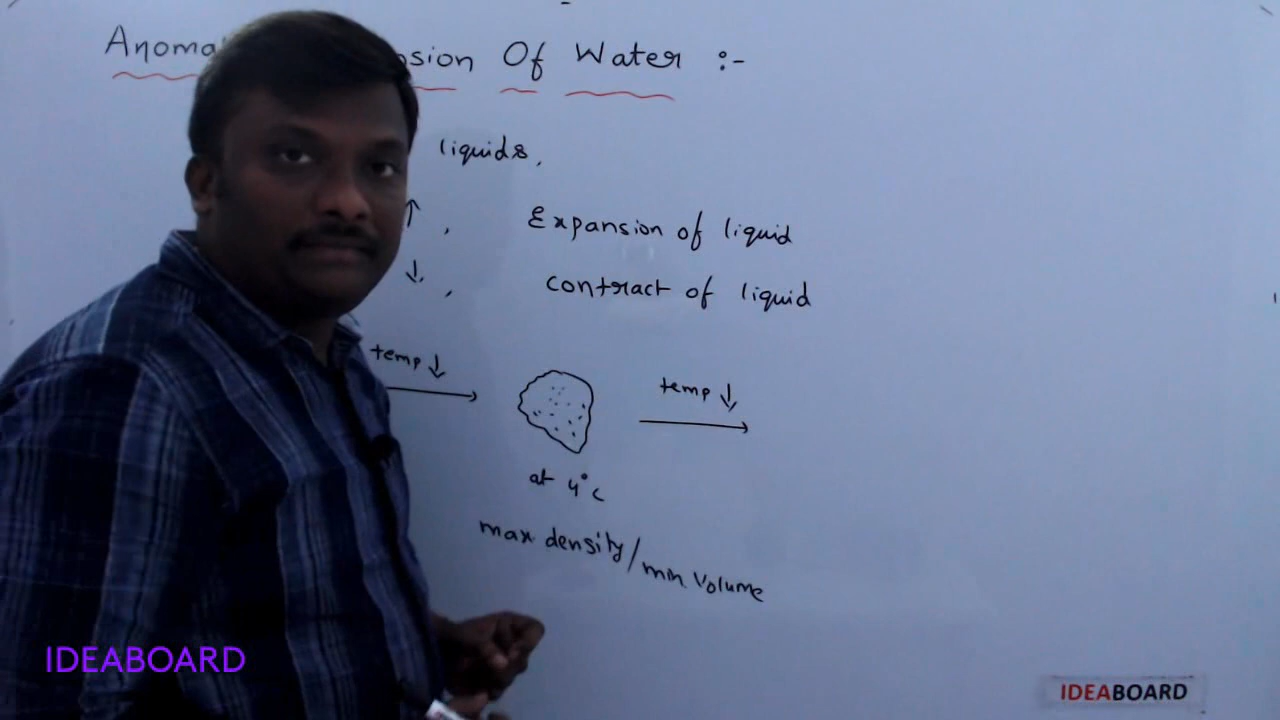 Anoma nsion Of Water :-
liquids,
↑ , Expansion of liquid
↓ , contract of liquid
temp ↓
temp ↓
at 4°c
max density/min volume
IDEABOARD
IDEABOARD